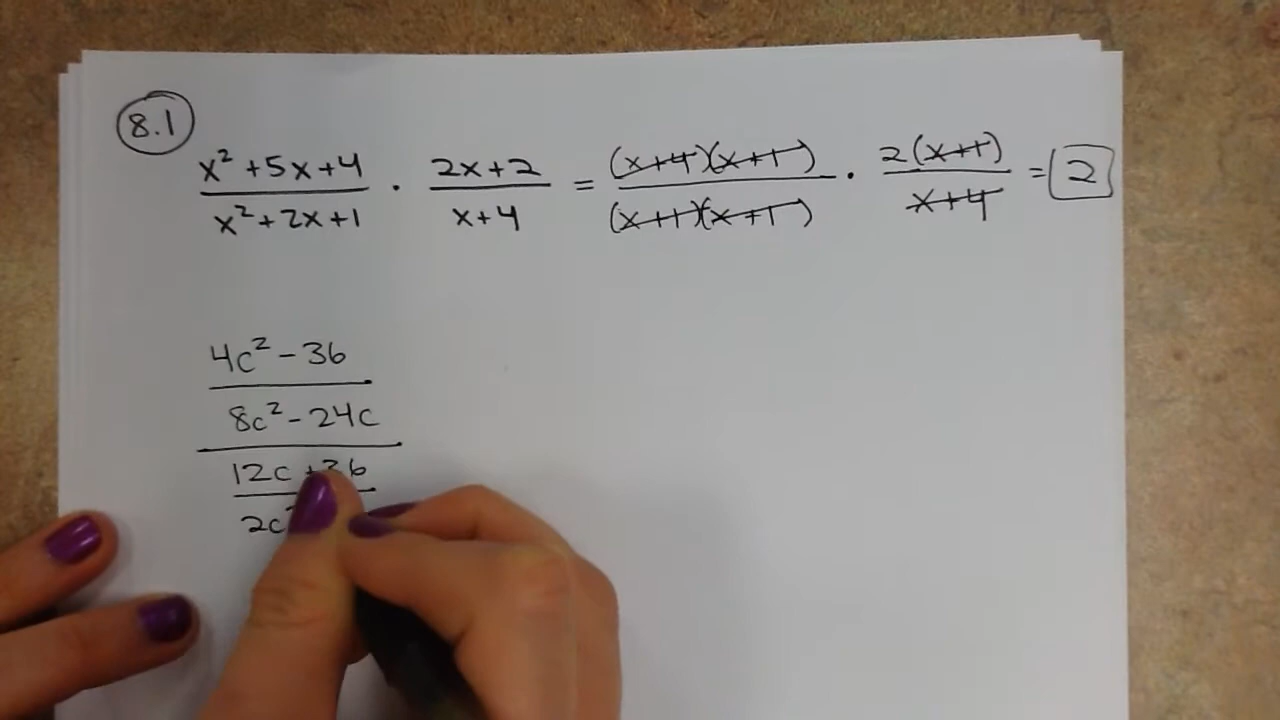 8.1
x² + 5x + 4 / x² + 2x + 1 · 2x + 2 / x + 4 = (x+4)(x+1) / (x+1)(x+1) · 2(x+1) / x+4 = 2
4c² - 36
8c² - 24c
12c + 36
2c